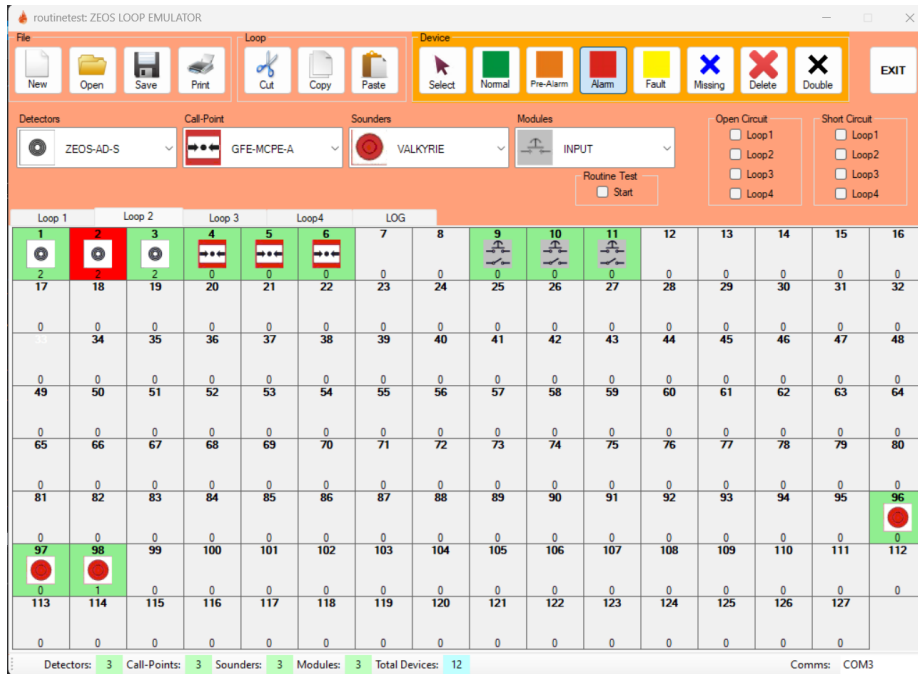 routinetest: ZEOS LOOP EMULATOR
File Loop Device
New Open Save Print Cut Copy Paste Select Normal Pre-Alarm Alarm Fault Missing Delete Double EXIT
Detectors Call-Point Sounders Modules Open Circuit Short Circuit
ZEOS-AD-S GFE-MCPE-A VALKYRIE INPUT
Loop1 Loop1
Loop2 Loop2
Routine Test Loop3 Loop3
Start Loop4 Loop4
Loop 1 Loop 2 Loop 3 Loop4 LOG
1 2 3 4 5 6 7 8 9 10 11 12 13 14 15 16
2 2 2 0 0 0 0 0 0 0 0 0 0 0 0 0
17 18 19 20 21 22 23 24 25 26 27 28 29 30 31 32
0 0 0 0 0 0 0 0 0 0 0 0 0 0 0 0
33 34 35 36 37 38 39 40 41 42 43 44 45 46 47 48
0 0 0 0 0 0 0 0 0 0 0 0 0 0 0 0
49 50 51 52 53 54 55 56 57 58 59 60 61 62 63 64
0 0 0 0 0 0 0 0 0 0 0 0 0 0 0 0
65 66 67 68 69 70 71 72 73 74 75 76 77 78 79 80
0 0 0 0 0 0 0 0 0 0 0 0 0 0 0 0
81 82 83 84 85 86 87 88 89 90 91 92 93 94 95 96
0 0 0 0 0 0 0 0 0 0 0 0 0 0 0 0
97 98 99 100 101 102 103 104 105 106 107 108 109 110 111 112
0 1 0 0 0 0 0 0 0 0 0 0 0 0 0 0
113 114 115 116 117 118 119 120 121 122 123 124 125 126 127
0 0 0 0 0 0 0 0 0 0 0 0 0 0 0
Detectors: 3 Call-Points: 3 Sounders: 3 Modules: 3 Total Devices: 12 Comms: COM3